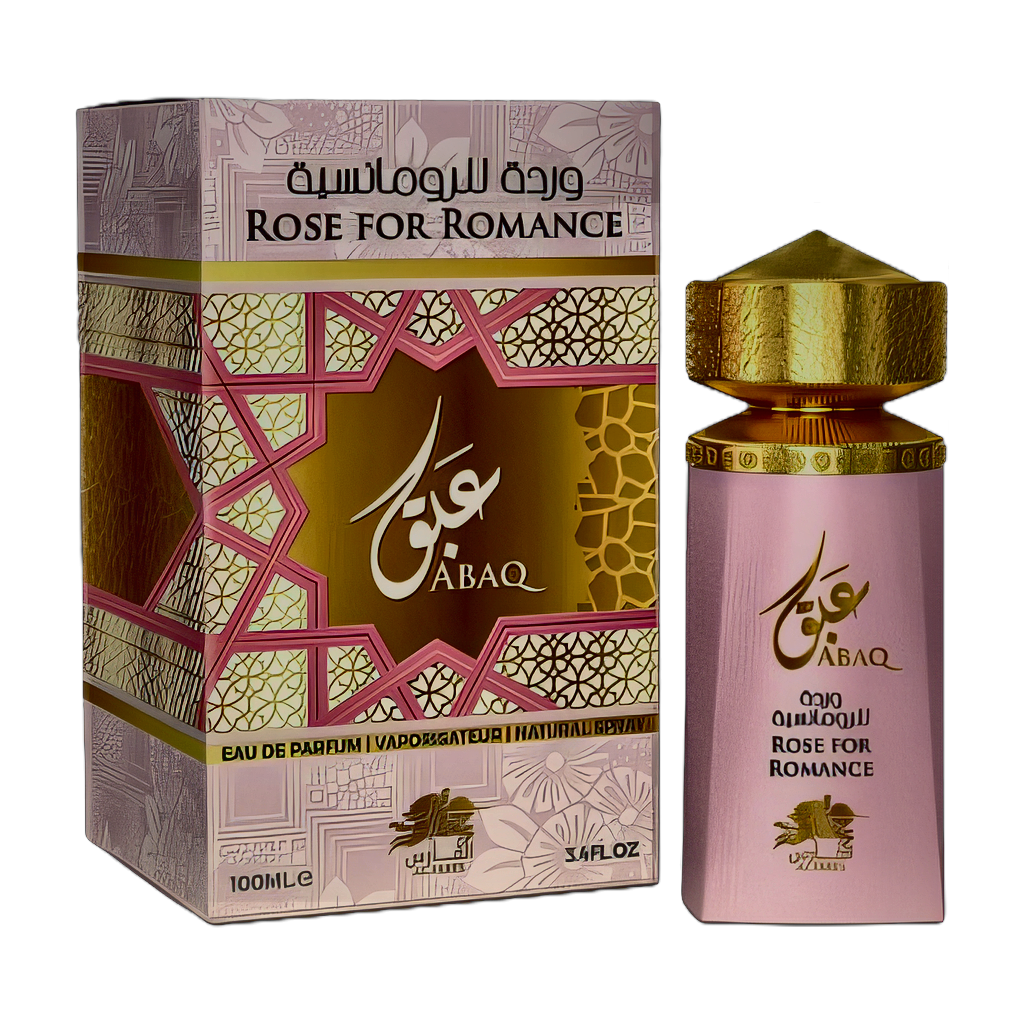 وردة للرومانسية
ROSE FOR ROMANCE
عبق
ABAQ
EAU DE PARFUM | VAPORISATEUR | NATURAL SPRAY
الفارس
100ML e
3.4FL.OZ
عبق
ABAQ
وردة
للرومانسية
ROSE FOR
ROMANCE